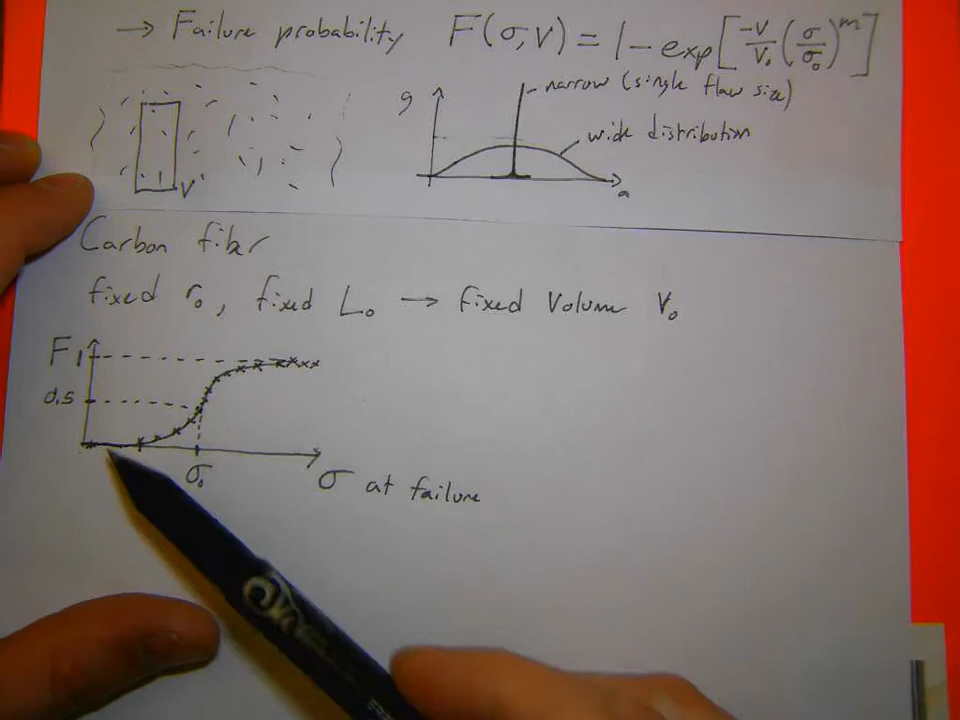 → Failure probability F(σ,V) = 1 - exp[-V/V₀ (σ/σ₀)^m]
g narrow (single flaw size)
wide distribution
V a
Carbon fiber
fixed r₀, fixed L₀ → fixed Volume V₀
F 1
0,5
σ₀ σ at failure